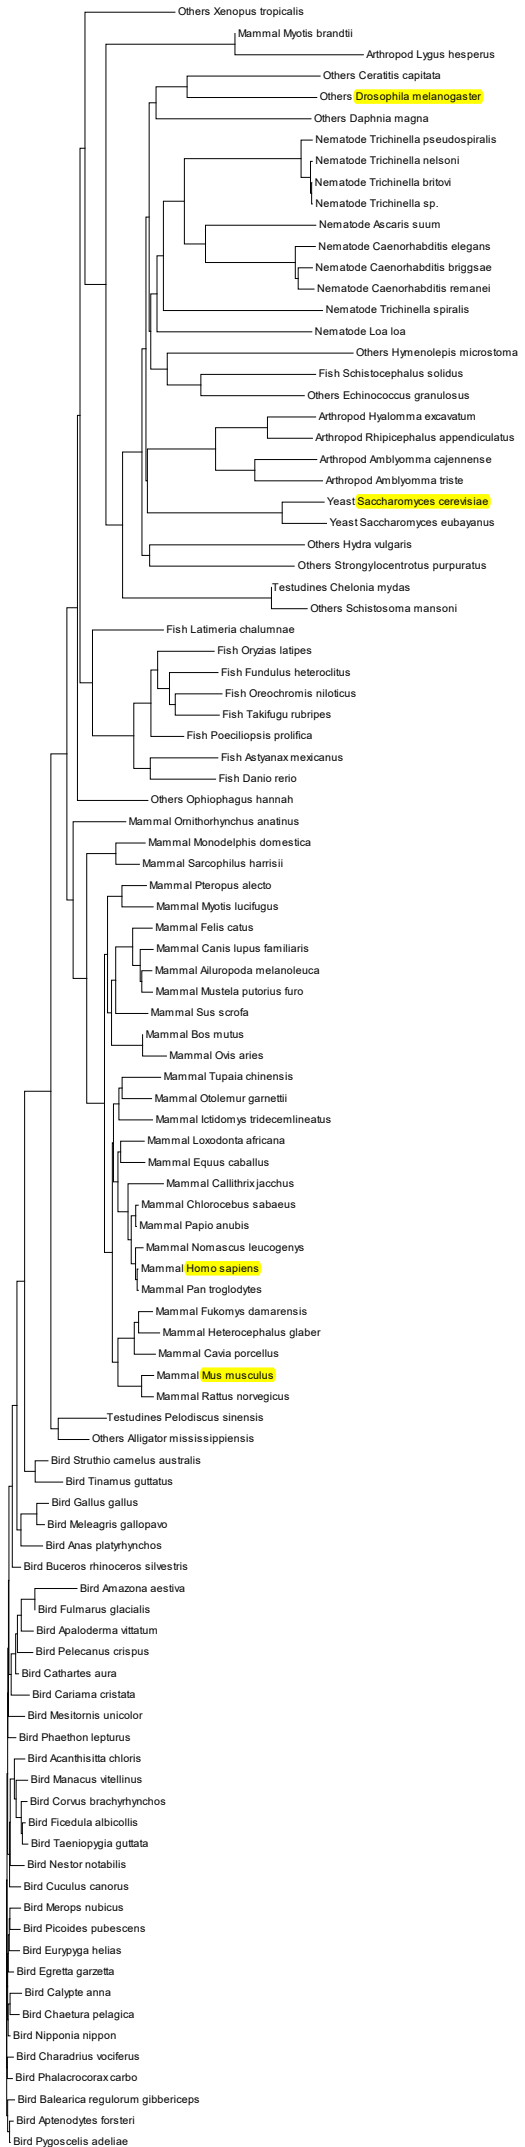 Others Xenopus tropicalis
Mammal Myotis brandtii
Arthropod Lygus hesperus
Others Ceratitis capitata
Others Drosophila melanogaster
Others Daphnia magna
Nematode Trichinella pseudospiralis
Nematode Trichinella nelsoni
Nematode Trichinella britovi
Nematode Trichinella sp.
Nematode Ascaris suum
Nematode Caenorhabditis elegans
Nematode Caenorhabditis briggsae
Nematode Caenorhabditis remanei
Nematode Trichinella spiralis
Nematode Loa loa
Others Hymenolepis microstoma
Fish Schistocephalus solidus
Others Echinococcus granulosus
Arthropod Hyalomma excavatum
Arthropod Rhipicephalus appendiculatus
Arthropod Amblyomma cajennense
Arthropod Amblyomma triste
Yeast Saccharomyces cerevisiae
Yeast Saccharomyces eubayanus
Others Hydra vulgaris
Others Strongylocentrotus purpuratus
Testudines Chelonia mydas
Others Schistosoma mansoni
Fish Latimeria chalumnae
Fish Oryzias latipes
Fish Fundulus heteroclitus
Fish Oreochromis niloticus
Fish Takifugu rubripes
Fish Poeciliopsis prolifica
Fish Astyanax mexicanus
Fish Danio rerio
Others Ophiophagus hannah
Mammal Ornithorhynchus anatinus
Mammal Monodelphis domestica
Mammal Sarcophilus harrisii
Mammal Pteropus alecto
Mammal Myotis lucifugus
Mammal Felis catus
Mammal Canis lupus familiaris
Mammal Ailuropoda melanoleuca
Mammal Mustela putorius furo
Mammal Sus scrofa
Mammal Bos mutus
Mammal Ovis aries
Mammal Tupaia chinensis
Mammal Otolemur garnettii
Mammal Ictidomys tridecemlineatus
Mammal Loxodonta africana
Mammal Equus caballus
Mammal Callithrix jacchus
Mammal Chlorocebus sabaeus
Mammal Papio anubis
Mammal Nomascus leucogenys
Mammal Homo sapiens
Mammal Pan troglodytes
Mammal Fukomys damarensis
Mammal Heterocephalus glaber
Mammal Cavia porcellus
Mammal Mus musculus
Mammal Rattus norvegicus
Testudines Pelodiscus sinensis
Others Alligator mississippiensis
Bird Struthio camelus australis
Bird Tinamus guttatus
Bird Gallus gallus
Bird Meleagris gallopavo
Bird Anas platyrhynchos
Bird Buceros rhinoceros silvestris
Bird Amazona aestiva
Bird Fulmarus glacialis
Bird Apaloderma vittatum
Bird Pelecanus crispus
Bird Cathartes aura
Bird Cariama cristata
Bird Mesitornis unicolor
Bird Phaethon lepturus
Bird Acanthisitta chloris
Bird Manacus vitellinus
Bird Corvus brachyrhynchos
Bird Ficedula albicollis
Bird Taeniopygia guttata
Bird Nestor notabilis
Bird Cuculus canorus
Bird Merops nubicus
Bird Picoides pubescens
Bird Eurypyga helias
Bird Egretta garzetta
Bird Calypte anna
Bird Chaetura pelagica
Bird Nipponia nippon
Bird Charadrius vociferus
Bird Phalacrocorax carbo
Bird Balearica regulorum gibbericeps
Bird Aptenodytes forsteri
Bird Pygoscelis adeliae